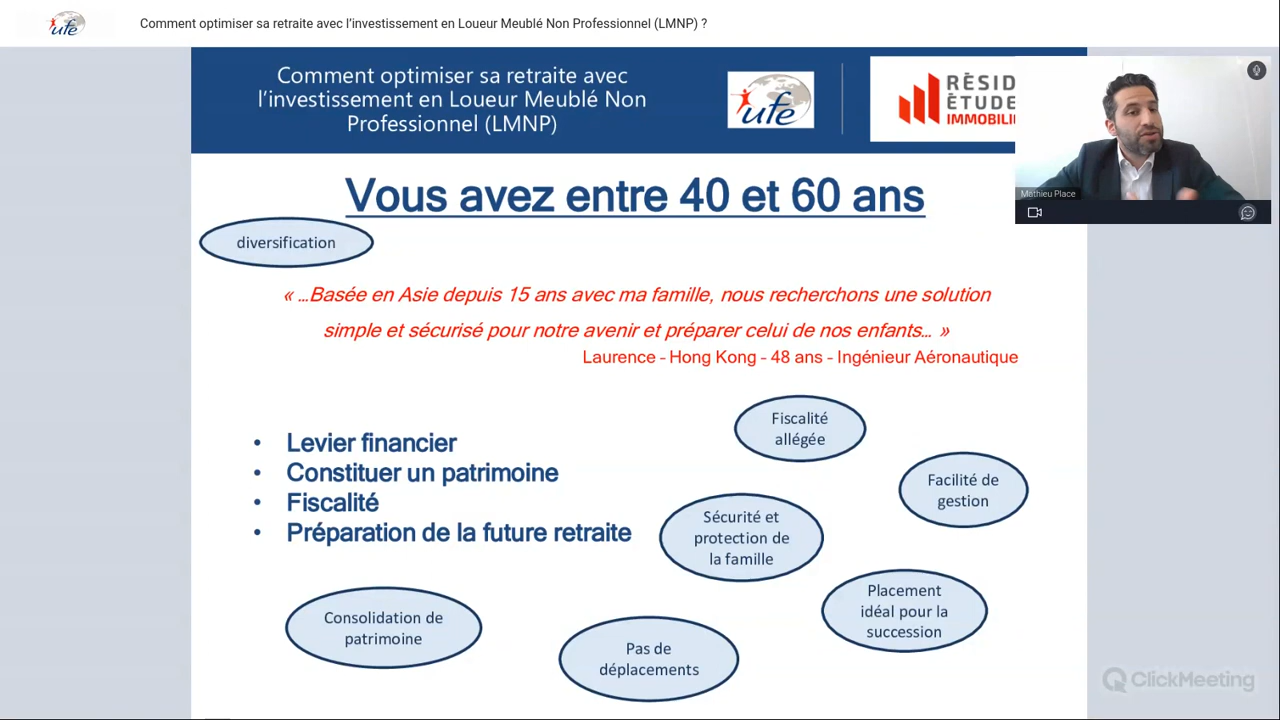 ufe
Comment optimiser sa retraite avec l'investissement en Loueur Meublé Non Professionnel (LMNP) ?
Comment optimiser sa retraite avec
l'investissement en Loueur Meublé Non
Professionnel (LMNP)
ufe
RÉSID
ÉTUDE
IMMOBILI
Mathieu Place
Vous avez entre 40 et 60 ans
diversification
« ...Basée en Asie depuis 15 ans avec ma famille, nous recherchons une solution
simple et sécurisé pour notre avenir et préparer celui de nos enfants... »
Laurence - Hong Kong - 48 ans - Ingénieur Aéronautique
• Levier financier
• Constituer un patrimoine
• Fiscalité
• Préparation de la future retraite
Fiscalité
allégée
Facilité de
gestion
Sécurité et
protection de
la famille
Placement
idéal pour la
succession
Consolidation de
patrimoine
Pas de
déplacements
ClickMeeting